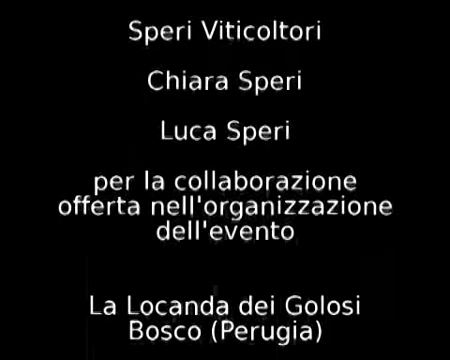 Speri Viticoltori
Chiara Speri
Luca Speri
per la collaborazione
offerta nell'organizzazione
dell'evento
La Locanda dei Golosi
Bosco (Perugia)